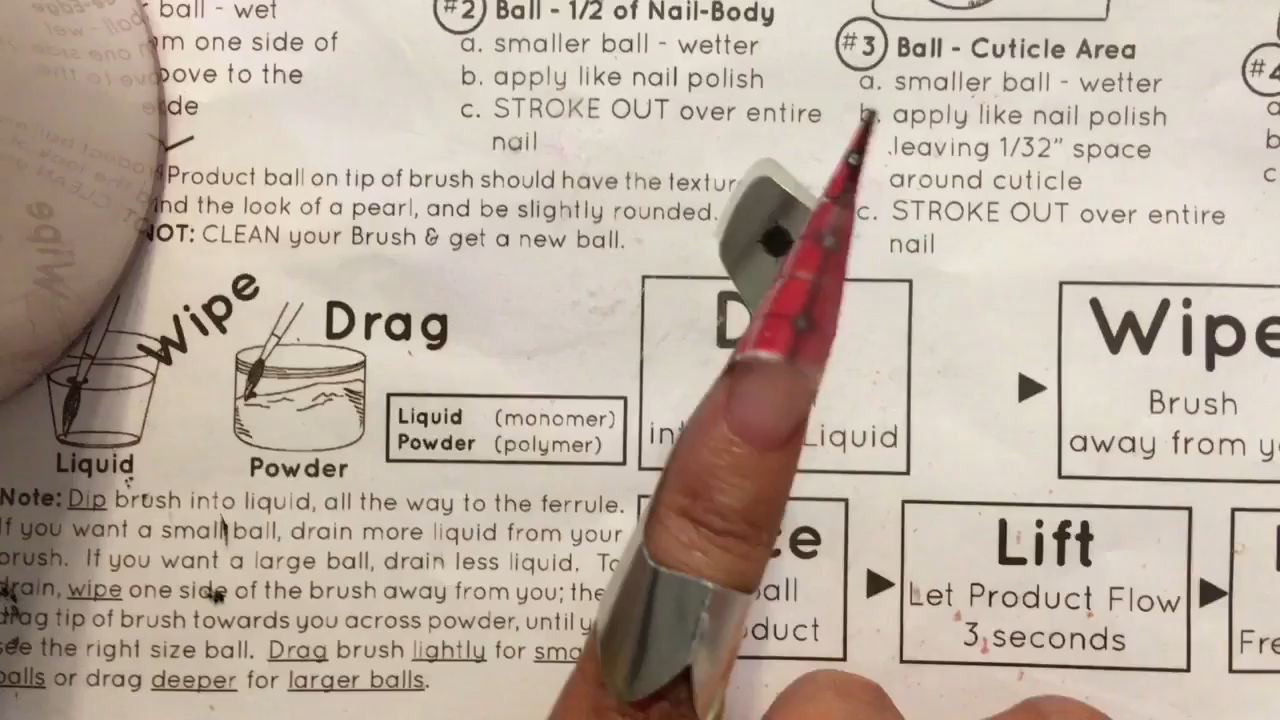 ball - wet
m one side of
ove to the
de
#2 Ball - 1/2 of Nail-Body
a. smaller ball - wetter
b. apply like nail polish
c. STROKE OUT over entire
nail
#3 Ball - Cuticle Area
a. smaller ball - wetter
b. apply like nail polish
leaving 1/32" space
around cuticle
c. STROKE OUT over entire
nail
#4
Product ball on tip of brush should have the textur
nd the look of a pearl, and be slightly rounded.
NOT: CLEAN your Brush & get a new ball.
Wipe
Drag
Liquid (monomer)
Powder (polymer)
Liquid
Powder
D
in Liquid
Wipe
Brush
away from y
Note: Dip brush into liquid, all the way to the ferrule.
If you want a small ball, drain more liquid from your
brush. If you want a large ball, drain less liquid. To
drain, wipe one side of the brush away from you; the
drag tip of brush towards you across powder, until y
see the right size ball. Drag brush lightly for sma
balls or drag deeper for larger balls.
ce
ball
duct
Lift
Let Product Flow
3 seconds
Fre